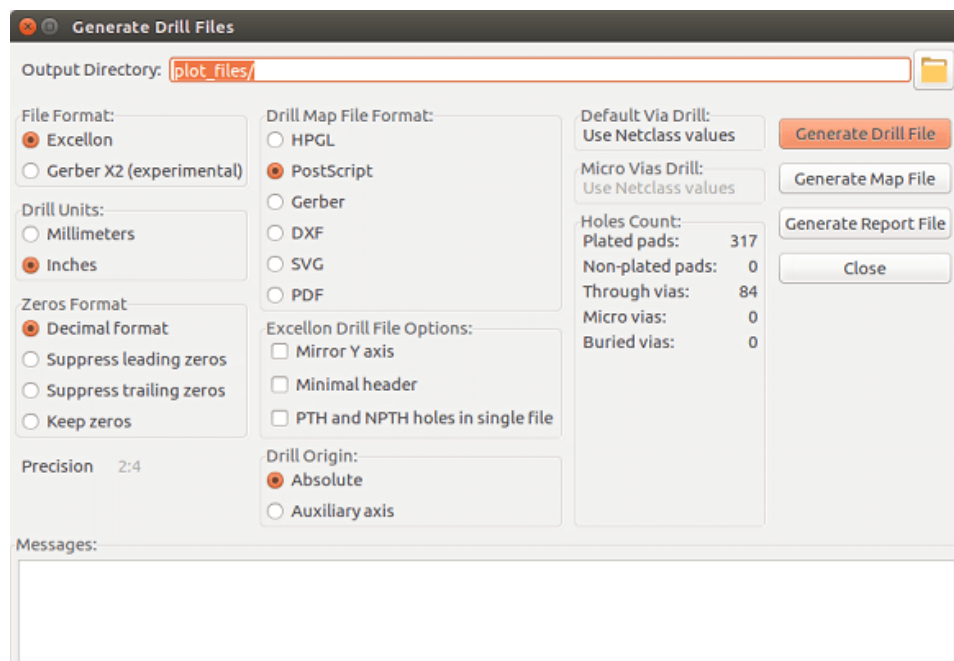 Generate Drill Files
Output Directory: plot_files/
File Format:
Excellon
Gerber X2 (experimental)
Drill Units:
Millimeters
Inches
Zeros Format
Decimal format
Suppress leading zeros
Suppress trailing zeros
Keep zeros
Precision 2:4
Drill Map File Format:
HPGL
PostScript
Gerber
DXF
SVG
PDF
Excellon Drill File Options:
Mirror Y axis
Minimal header
PTH and NPTH holes in single file
Drill Origin:
Absolute
Auxiliary axis
Default Via Drill:
Use Netclass values
Micro Vias Drill:
Use Netclass values
Holes Count:
Plated pads: 317
Non-plated pads: 0
Through vias: 84
Micro vias: 0
Buried vias: 0
Generate Drill File
Generate Map File
Generate Report File
Close
Messages: